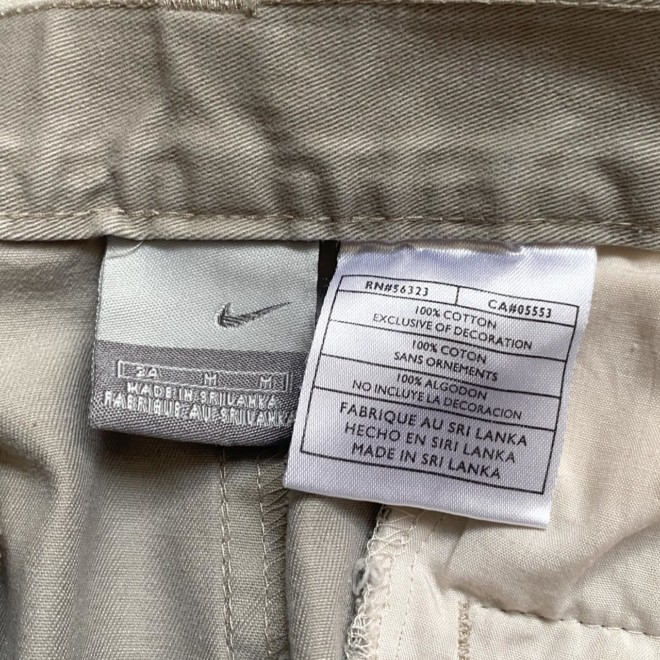 2A M M
MADE IN SRI LANKA
FABRIQUE AU SRI LANKA
RN#56323 CA#05553
100% COTTON
EXCLUSIVE OF DECORATION
100% COTON
SANS ORNEMENTS
100% ALGODON
NO INCLUYE LA DECORACION
FABRIQUE AU SRI LANKA
HECHO EN SIRI LANKA
MADE IN SRI LANKA